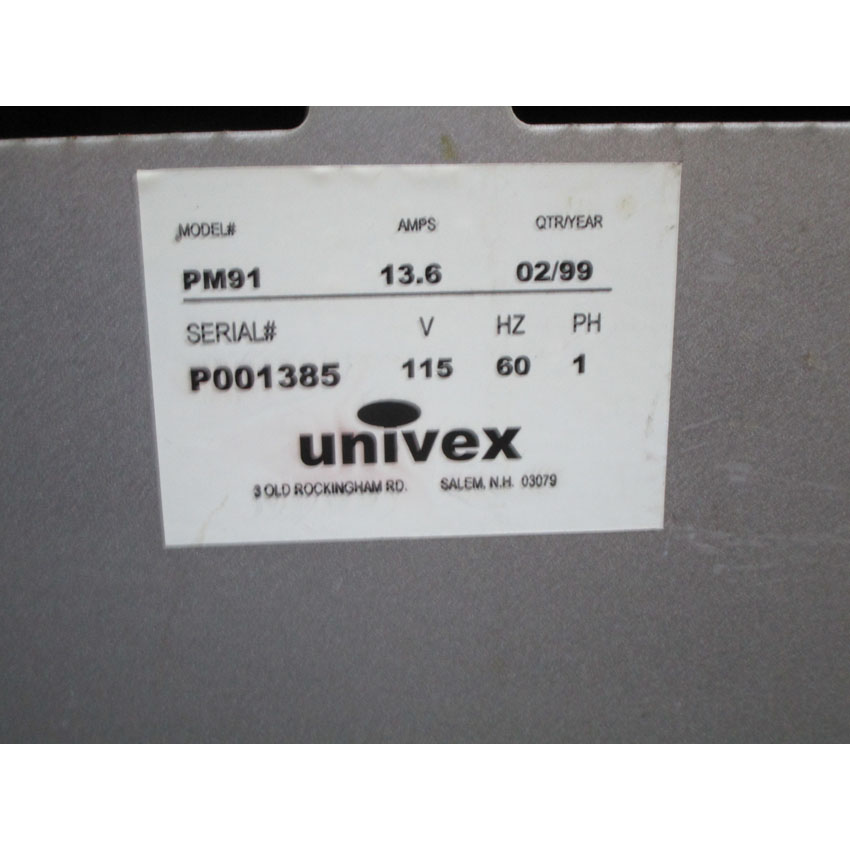 MODEL# AMPS QTR/YEAR
PM91 13.6 02/99
SERIAL# V HZ PH
P001385 115 60 1
univex
3 OLD ROCKINGHAM RD. SALEM, N.H. 03079